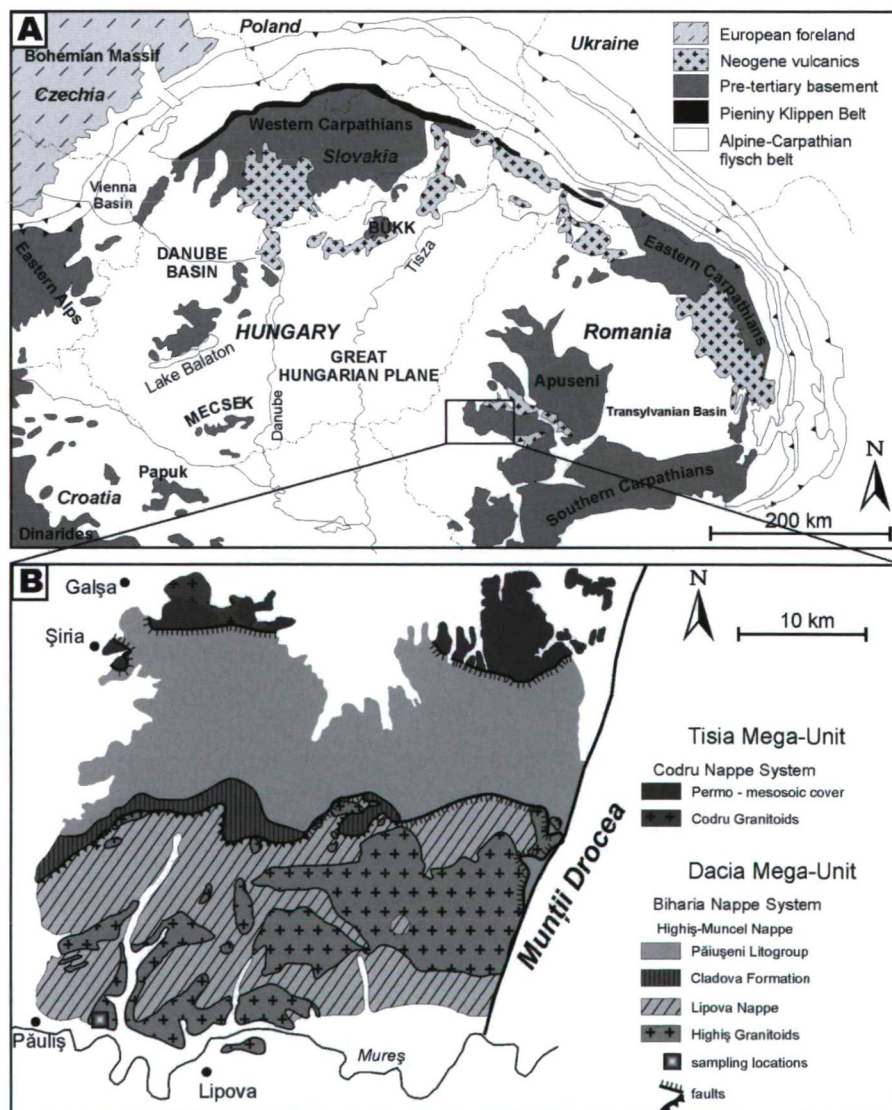 A
Poland
Ukraine
Bohemian Massif
Czechia
European foreland
Neogene vulcanics
Pre-tertiary basement
Pieniny Klippen Belt
Alpine-Carpathian
flysch belt
Western Carpathians
Slovakia
Vienna
Basin
BÜKK
Tisza
DANUBE
BASIN
Eastern Alps
Eastern Carpathians
HUNGARY
Romania
Lake Balaton
GREAT
HUNGARIAN PLANE
Apuseni
Transylvanian Basin
MECSEK
Danube
Papuk
Croatia
Southern Carpathians
Dinarides
N
200 km
B
Galşa
Şiria
N
10 km
Munţii Drocea
Tisia Mega-Unit
Codru Nappe System
Permo - mesosoic cover
Codru Granitoids
Dacia Mega-Unit
Biharia Nappe System
Highiş-Muncel Nappe
Păiuşeni Litogroup
Cladova Formation
Lipova Nappe
Highiş Granitoids
sampling locations
faults
Păuliş
Mureş
Lipova